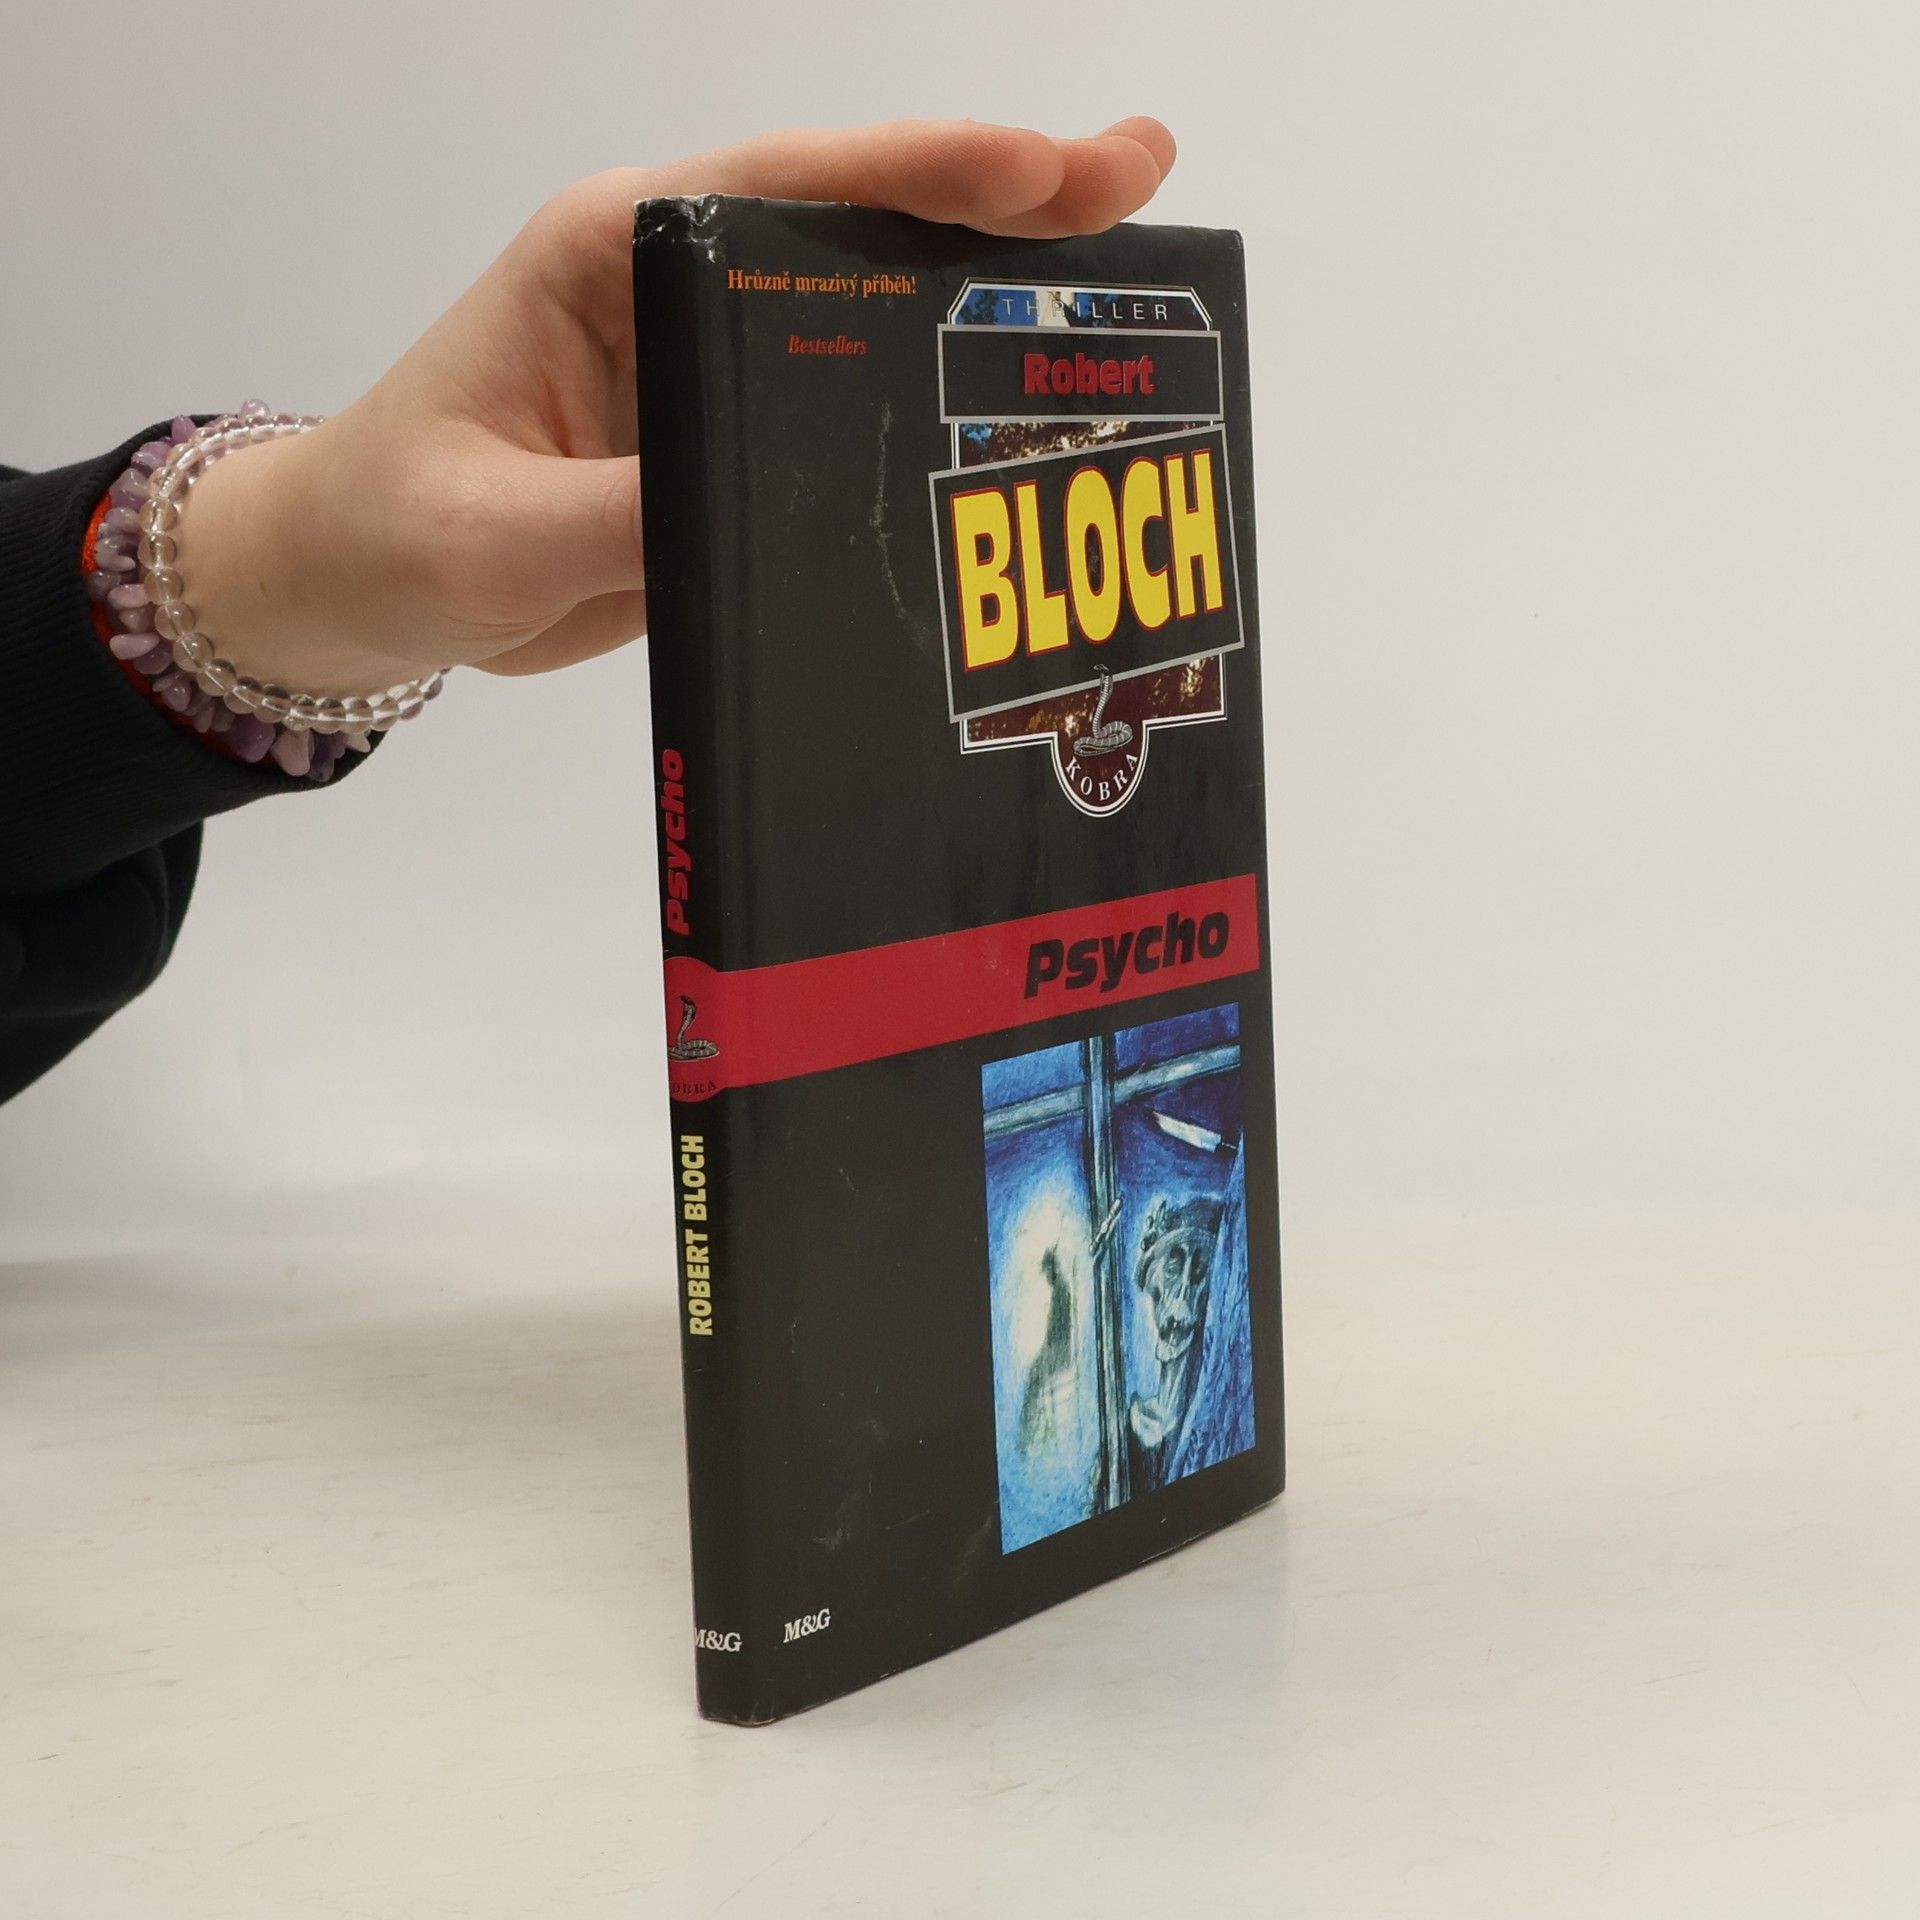 Hrůzně mrazivý příběh!
Bestsellers
THRILLER
Robert
BLOCH
KOBRA
Psycho
M&G
Psycho
KOBRA
ROBERT BLOCH
M&G